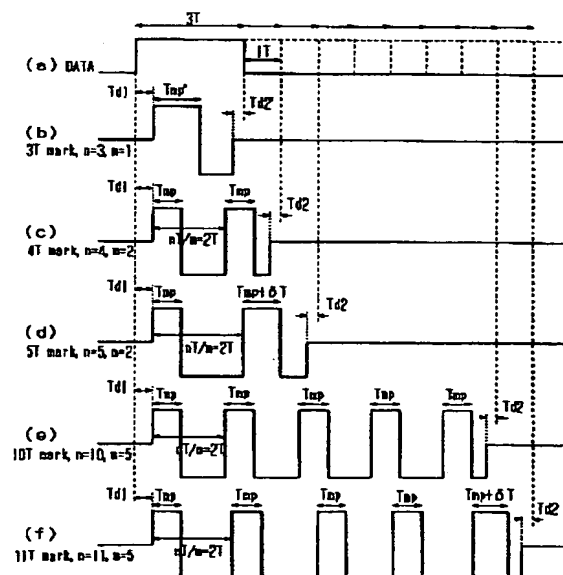 3T
1T
(a) DATA
Td1 Tmp' Td2'
(b)
3T mark, n=3, m=1
Td1 Tmp Tmp Td2
(c)
nT/m=2T
4T mark, n=4, m=2
Td1 Tmp Tmp+δT Td2
(d)
nT/m=2T
5T mark, n=5, m=2
Td1 Tmp Tmp Tmp Tmp Tmp Td2
(e)
nT/m=2T
10T mark, n=10, m=5
Td1 Tmp Tmp Tmp Tmp Tmp+δT Td2
(f)
nT/m=2T
11T mark, n=11, m=5